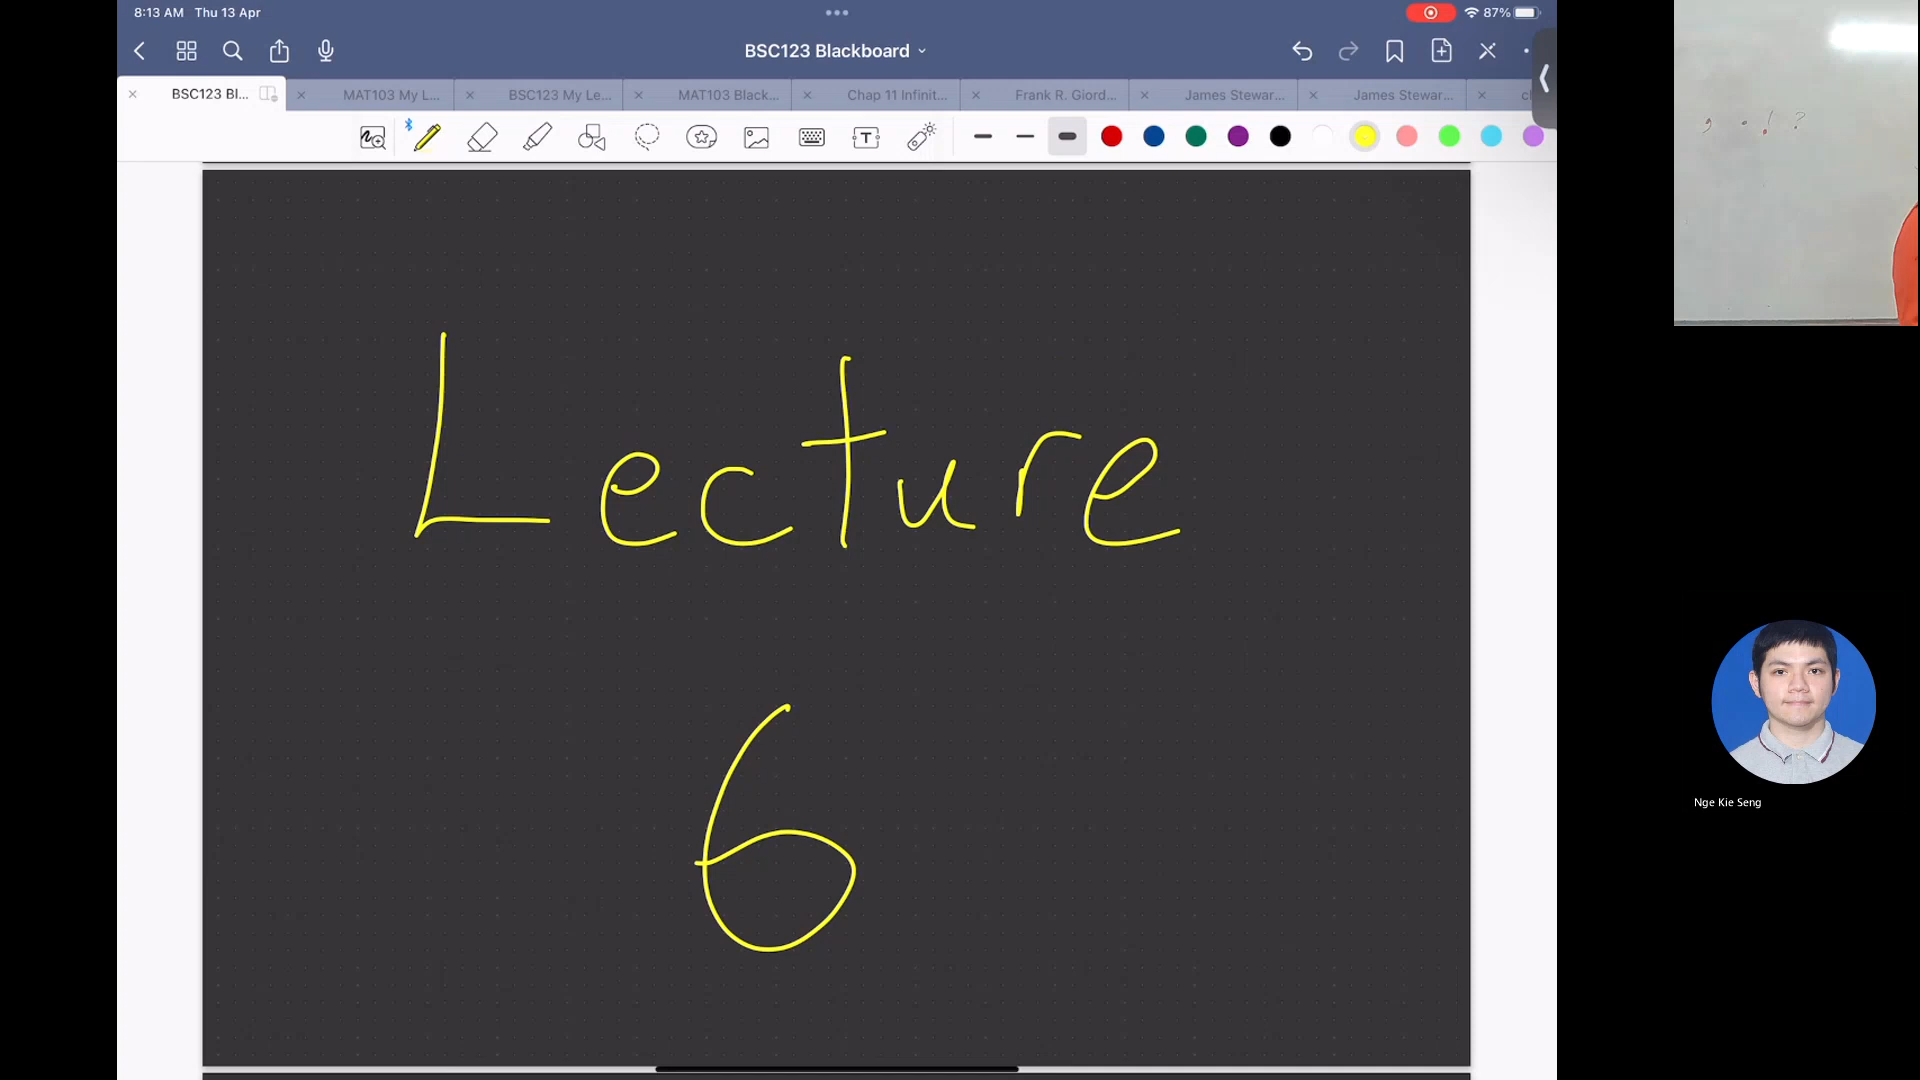 8:13 AM Thu 13 Apr
87%
BSC123 Blackboard
BSC123 Bl...
MAT103 My L...
BSC123 My Le...
MAT103 Black...
Chap 11 Infinit...
Frank R. Giord...
James Stewar...
James Stewar...
T
Lecture
6
, . ! ?
Nge Kie Seng